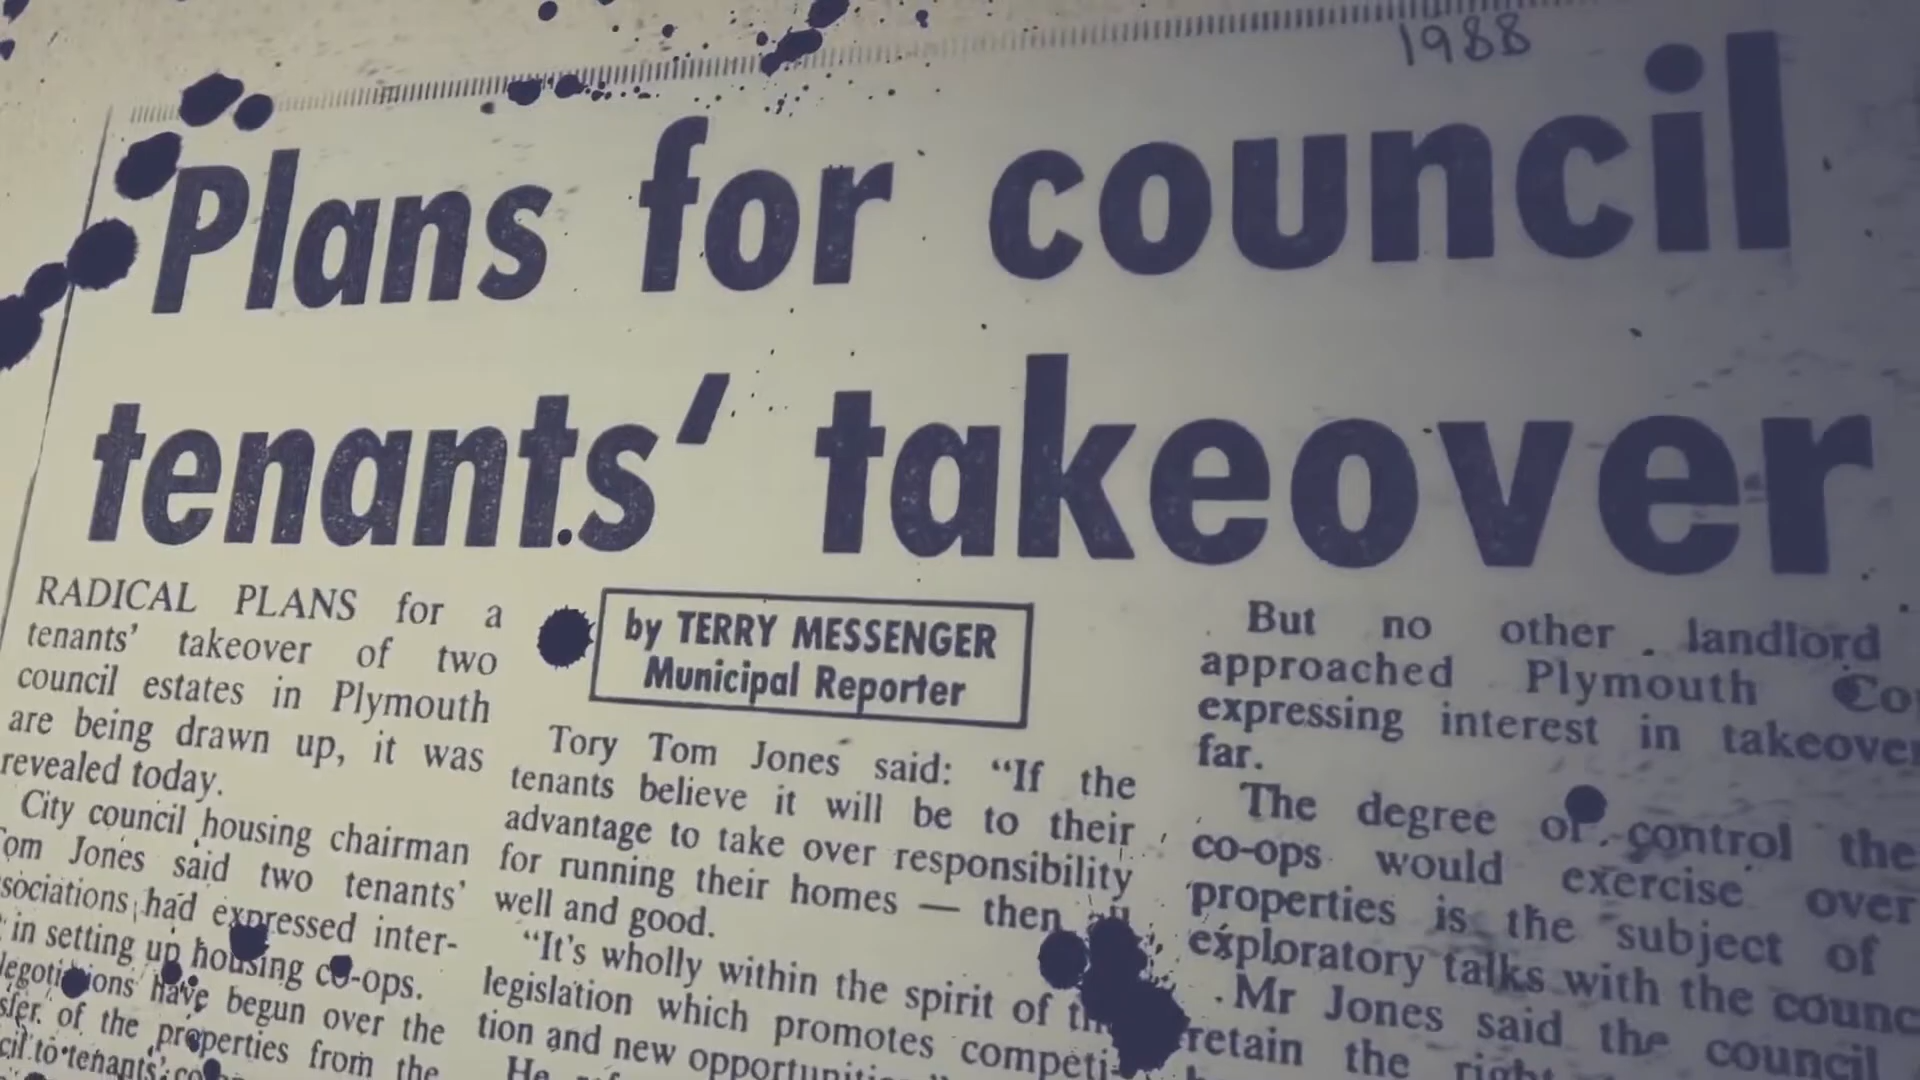 1988
Plans for council
tenants' takeover
RADICAL PLANS for a
tenants' takeover of two
council estates in Plymouth
are being drawn up, it was
revealed today.
City council housing chairman
Tom Jones said two tenants'
sociations had expressed inter-
in setting up housing co-ops.
have begun over the
of the properties from the
cil to tenants' co
by TERRY MESSENGER
Municipal Reporter
Tory Tom Jones said: "If the
tenants believe it will be to their
advantage to take over responsibility
for running their homes — then all
well and good.
"It's wholly within the spirit of the
legislation which promotes competi-
tion and new opportunities."
He
But no other landlord
approached Plymouth Co
expressing interest in takeover
far.
The degree of control the
co-ops would exercise over
properties is the subject of
exploratory talks with the counc
Mr Jones said the council
retain the right